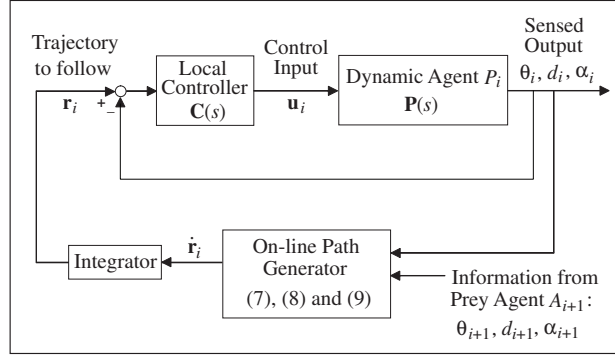 Trajectory
to follow
r_i
+
−
Local
Controller
C(s)
Control
Input
u_i
Dynamic Agent P_i
P(s)
Sensed
Output
θ_i, d_i, α_i
Integrator
ṙ_i
On-line Path
Generator
(7), (8) and (9)
Information from
Prey Agent A_{i+1}:
θ_{i+1}, d_{i+1}, α_{i+1}